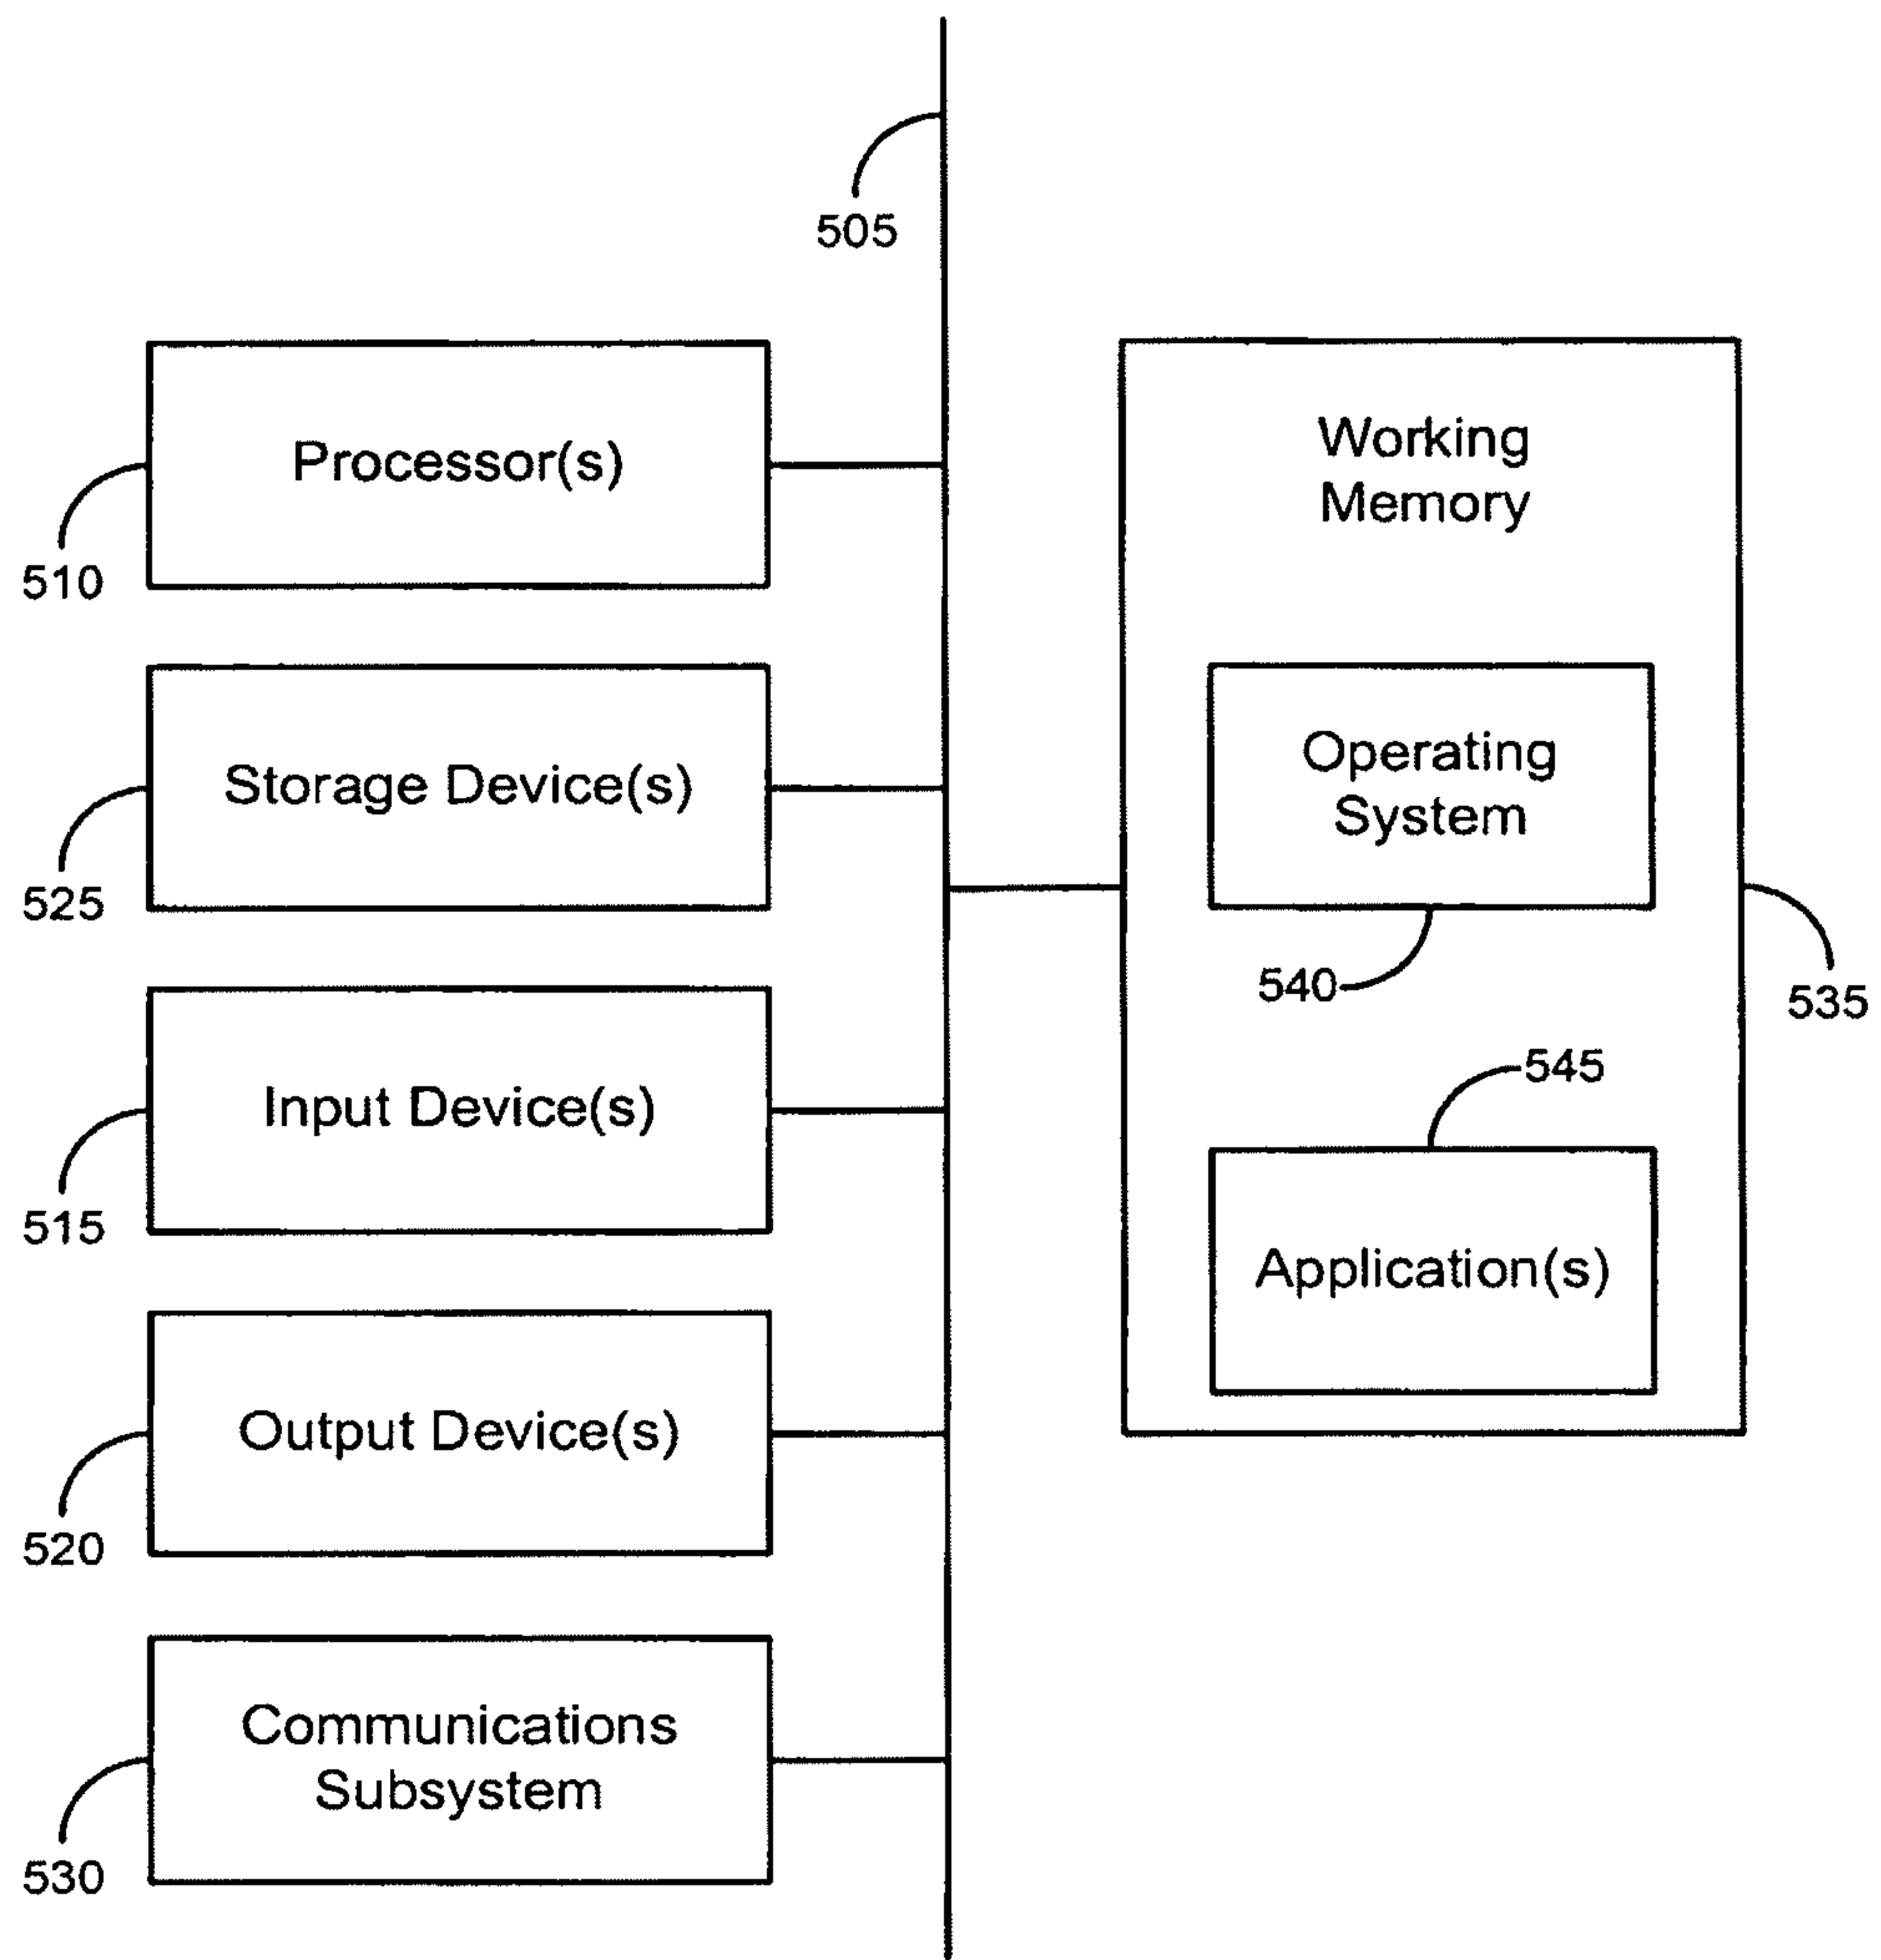 505
Processor(s)
510
Storage Device(s)
525
Input Device(s)
515
Output Device(s)
520
Communications
Subsystem
530
Working
Memory
Operating
System
540
535
545
Application(s)